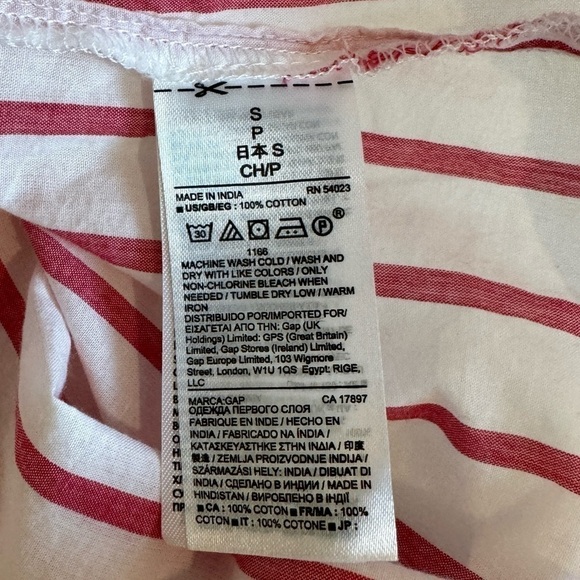 S
P
日本 S
CH/P
MADE IN INDIA RN 54023
■ US/GB/EG : 100% COTTON
30 P ®
1166
MACHINE WASH COLD / WASH AND
DRY WITH LIKE COLORS / ONLY
NON-CHLORINE BLEACH WHEN
NEEDED / TUMBLE DRY LOW / WARM
IRON
DISTRIBUIDO POR/IMPORTED FOR/
ΕΙΣΑΓΕΤΑΙ ΑΠΟ ΤΗΝ: Gap (UK
Holdings) Limited: GPS (Great Britain)
Limited, Gap Stores (Ireland) Limited,
Gap Europe Limited, 103 Wigmore
Street, London, W1U 1QS Egypt: RIGE,
LLC
MARCA:GAP CA 17897
ОДЕЖДА ПЕРВОГО СЛОЯ
FABRIQUE EN INDE / HECHO EN
INDIA / FABRICADO NA ÍNDIA /
ΚΑΤΑΣΚΕΥΑΣΤΗΚΕ ΣΤΗΝ ΙΝΔΙΑ / 印度
製造 / ZEMLJA PROIZVODNJE INDIJA /
SZÁRMAZÁSI HELY: INDIA / DIBUAT DI
INDIA / СДЕЛАНО В ИНДИИ / MADE IN
HINDISTAN / ВИРОБЛЕНО В ІНДІЇ
■ CA : 100% COTON ■ FR/MA : 100%
COTON ■ IT : 100% COTONE ■ JP :